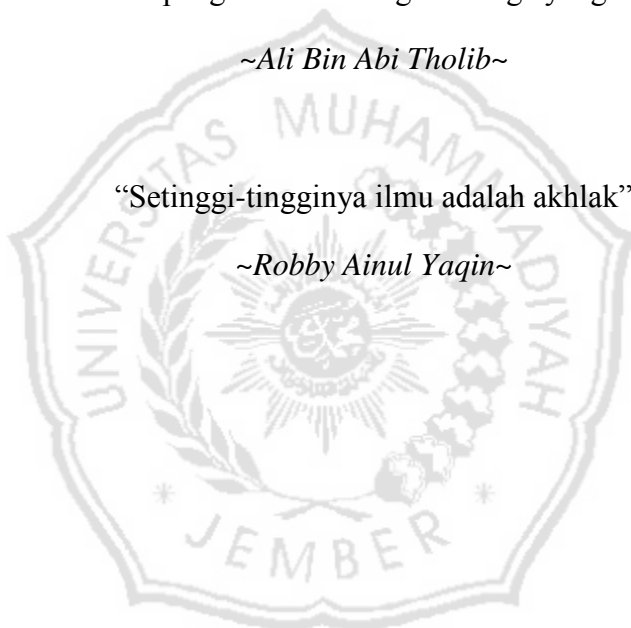 ~Ali Bin Abi Tholib~
“Setinggi-tingginya ilmu adalah akhlak”
~Robby Ainul Yaqin~
UNIVERSITAS MUHAMMADIYAH
JEMBER